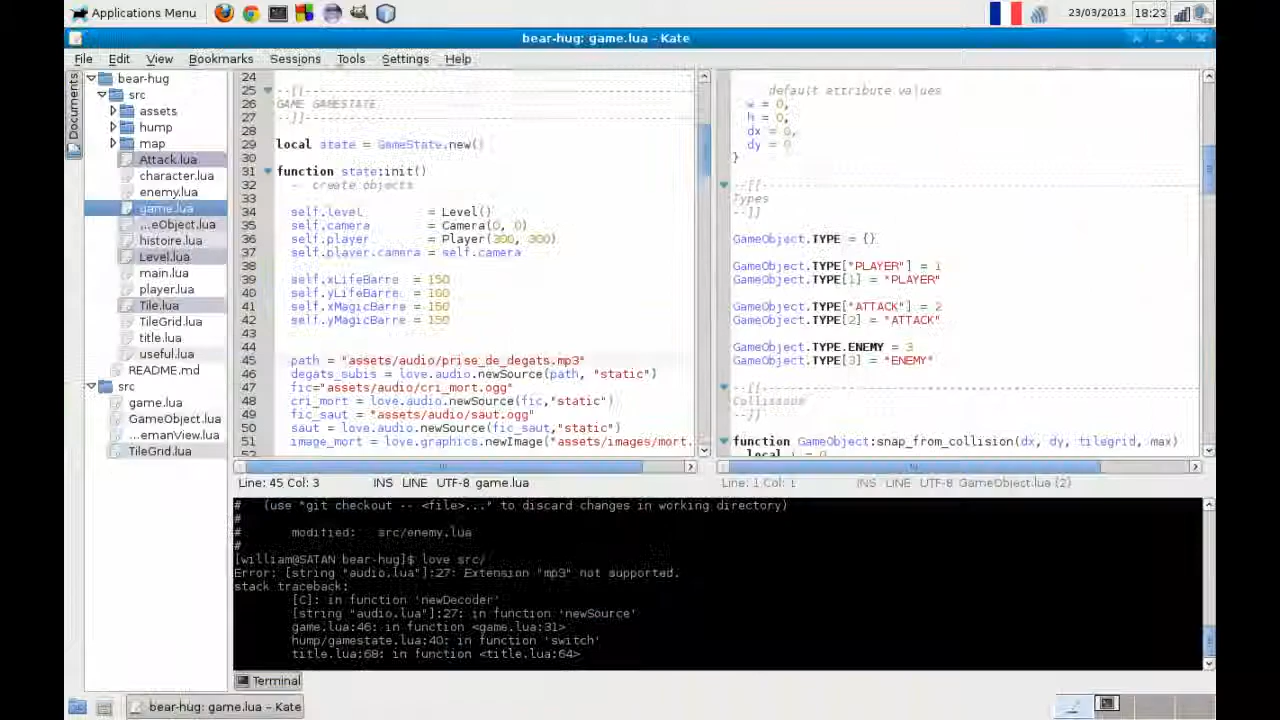 Applications Menu
23/03/2013 18:23
bear-hug: game.lua - Kate
File Edit View Bookmarks Sessions Tools Settings Help
Documents
bear-hug
src
assets
hump
map
Attack.lua
character.lua
enemy.lua
game.lua
...eObject.lua
histoire.lua
Level.lua
main.lua
player.lua
Tile.lua
TileGrid.lua
title.lua
useful.lua
README.md
src
game.lua
GameObject.lua
...emanView.lua
TileGrid.lua
24
25 --[[
26 GAME GAMESTATE
27 --]]
28
29 local state = GameState.new()
30
31 function state:init()
32 -- create objects
33
34 self.level = Level()
35 self.camera = Camera(0, 0)
36 self.player = Player(300, 300)
37 self.player.camera = self.camera
38
39 self.xLifeBarre = 150
40 self.yLifeBarre = 100
41 self.xMagicBarre = 150
42 self.yMagicBarre = 150
43
44
45 path = "assets/audio/prise_de_degats.mp3"
46 degats_subis = love.audio.newSource(path, "static")
47 fic="assets/audio/cri_mort.ogg"
48 cri_mort = love.audio.newSource(fic,"static")
49 fic_saut = "assets/audio/saut.ogg"
50 saut = love.audio.newSource(fic_saut,"static")
51 image_mort = love.graphics.newImage("assets/images/mort.
Line: 45 Col: 3 INS LINE UTF-8 game.lua
default attribute values
w = 0,
h = 0,
dx = 0,
dy = 0
}
--[[
Types
--]]
GameObject.TYPE = {}
GameObject.TYPE["PLAYER"] = 1
GameObject.TYPE[1] = "PLAYER"
GameObject.TYPE["ATTACK"] = 2
GameObject.TYPE[2] = "ATTACK"
GameObject.TYPE.ENEMY = 3
GameObject.TYPE[3] = "ENEMY"
--[[
Collisions
--]]
function GameObject:snap_from_collision(dx, dy, tilegrid, max)
local i = 0
Line: 1 Col: 1 INS LINE UTF-8 GameObject.lua (2)
# (use "git checkout -- <file>..." to discard changes in working directory)
#
# modified: src/enemy.lua
#
[william@SATAN bear-hug]$ love src/
Error: [string "audio.lua"]:27: Extension "mp3" not supported.
stack traceback:
[C]: in function 'newDecoder'
[string "audio.lua"]:27: in function 'newSource'
game.lua:46: in function <game.lua:31>
hump/gamestate.lua:40: in function 'switch'
title.lua:68: in function <title.lua:64>
Terminal
bear-hug: game.lua - Kate